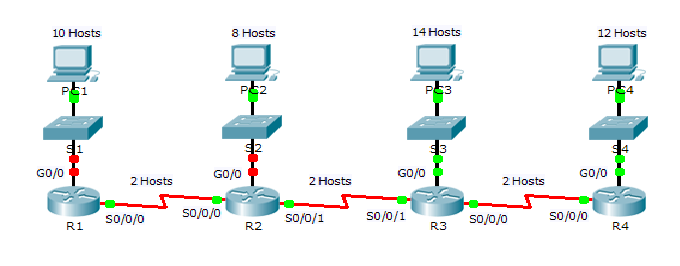 10 Hosts
8 Hosts
14 Hosts
12 Hosts
PC1
PC2
PC3
PC4
S1
S2
S3
S4
G0/0
G0/0
G0/0
G0/0
2 Hosts
2 Hosts
2 Hosts
S0/0/0
S0/0/0
S0/0/1
S0/0/1
S0/0/0
S0/0/0
R1
R2
R3
R4